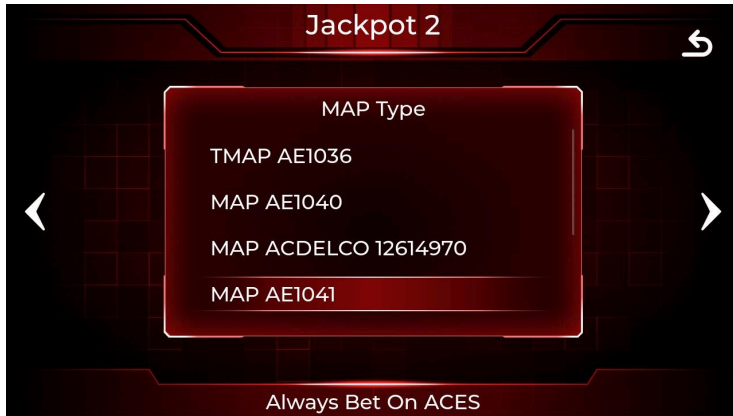 Jackpot 2
MAP Type
TMAP AE1036
MAP AE1040
MAP ACDELCO 12614970
MAP AE1041
Always Bet On ACES